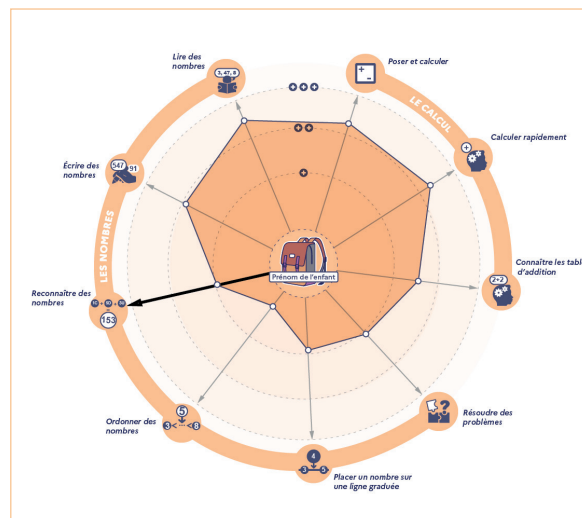 Lire des
nombres
3, 47, 8
Poser et calculer
LE CALCUL
Calculer rapidement
Écrire des
nombres
547
91
Connaître les table
d'addition
2+2
LES NOMBRES
Prénom de l'enfant
Reconnaître des
nombres
153
Ordonner des
nombres
5
3< ··· <8
Résoudre des
problèmes
4
3
5
Placer un nombre sur
une ligne graduée